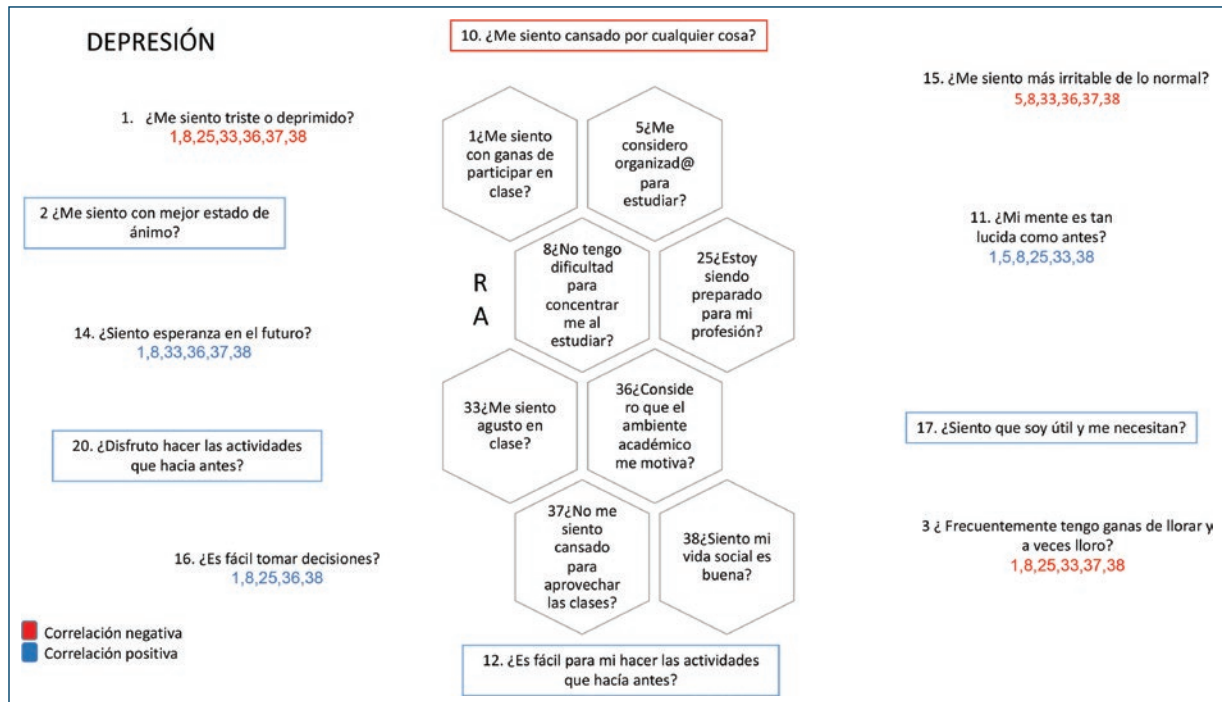 DEPRESIÓN
10. ¿Me siento cansado por cualquier cosa?
15. ¿Me siento más irritable de lo normal?
5,8,33,36,37,38
1. ¿Me siento triste o deprimido?
1,8,25,33,36,37,38
1¿Me siento
con ganas de
participar en
clase?
5¿Me
considero
organizad@
para
estudiar?
2 ¿Me siento con mejor estado de
ánimo?
11. ¿Mi mente es tan
lucida como antes?
1,5,8,25,33,38
R
A
8¿No tengo
dificultad
para
concentrar
me al
estudiar?
25¿Estoy
siendo
preparado
para mi
profesión?
14. ¿Siento esperanza en el futuro?
1,8,33,36,37,38
33¿Me siento
agusto en
clase?
36¿Conside
ro que el
ambiente
académico
me motiva?
20. ¿Disfruto hacer las actividades
que hacia antes?
17. ¿Siento que soy útil y me necesitan?
16. ¿Es fácil tomar decisiones?
1,8,25,36,38
37¿No me
siento
cansado
para
aprovechar
las clases?
38¿Siento mi
vida social es
buena?
3 ¿ Frecuentemente tengo ganas de llorar y
a veces lloro?
1,8,25,33,37,38
Correlación negativa
Correlación positiva
12. ¿Es fácil para mi hacer las actividades
que hacía antes?